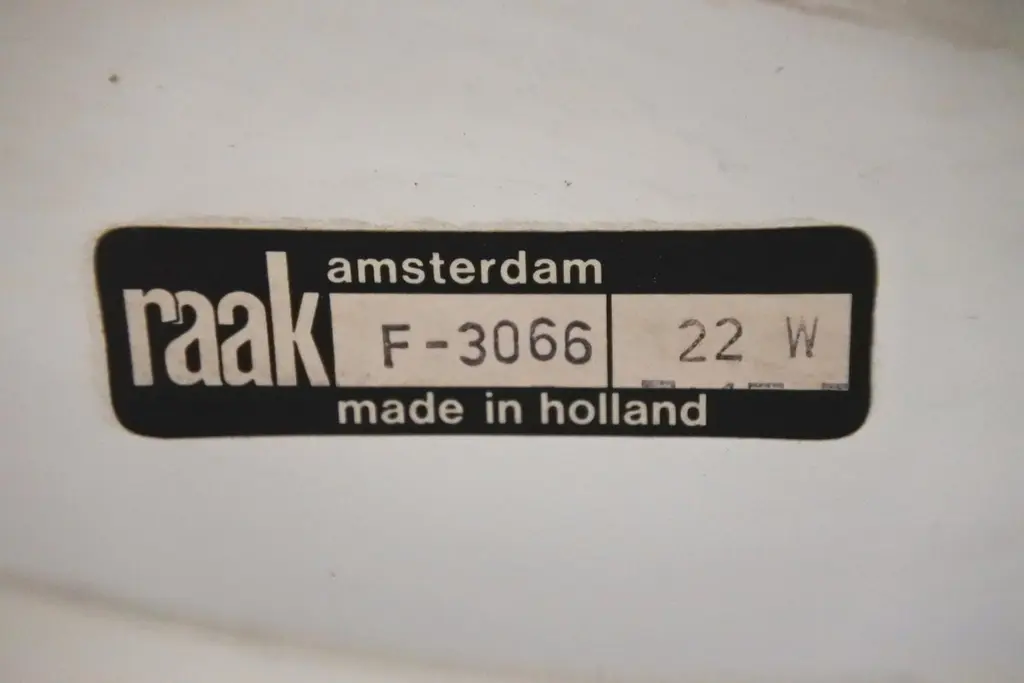 raak amsterdam
F-3066 22 W
made in holland